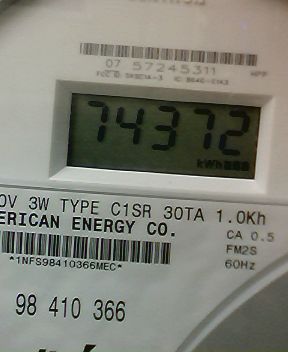 07 57245311
74372
kWh
0V 3W TYPE C1SR 30TA 1.0Kh
ERICAN ENERGY CO.
CA 0.5
FM2S
60Hz
*1NFS98410366MEC*
98 410 366